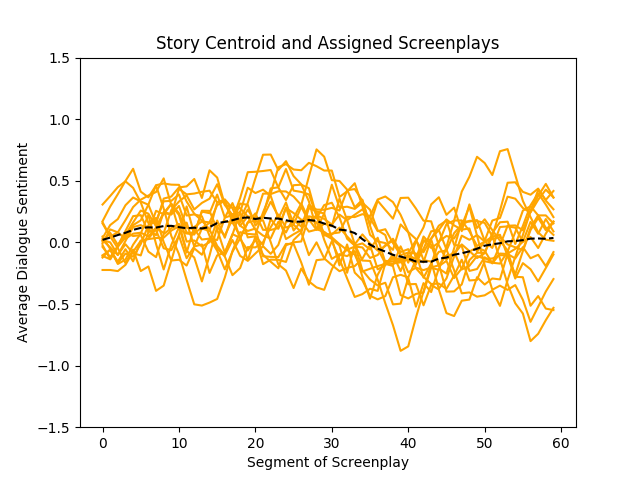 Story Centroid and Assigned Screenplays
1.5
1.0
0.5
0.0
−0.5
−1.0
−1.5
Average Dialogue Sentiment
0 10 20 30 40 50 60
Segment of Screenplay